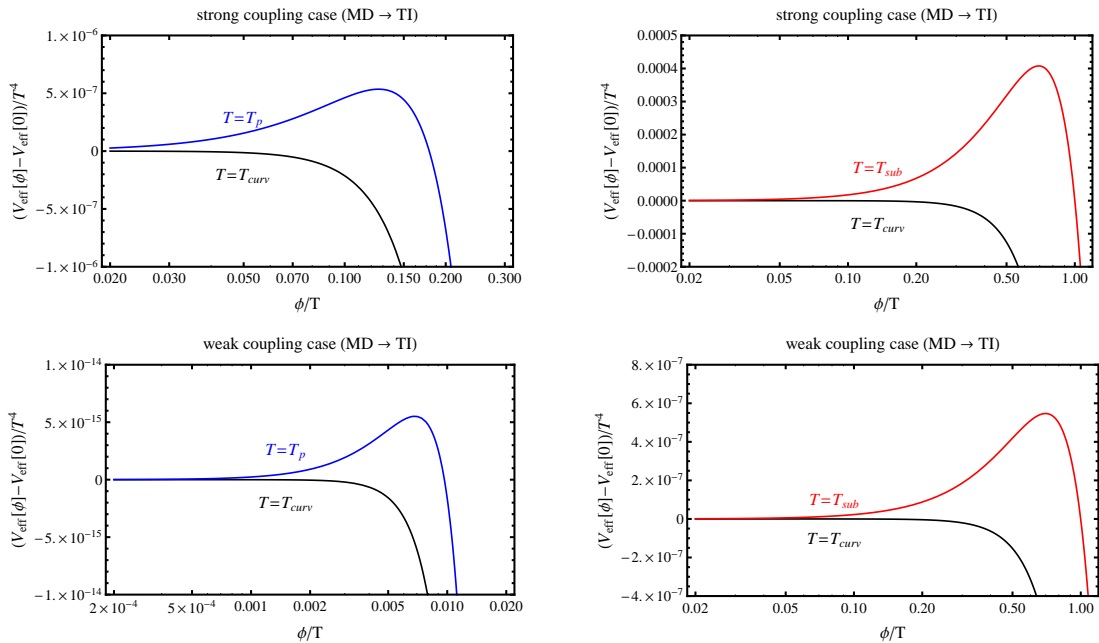 strong coupling case (MD → TI)
1.×10⁻⁶
5.×10⁻⁷
0
−5.×10⁻⁷
−1.×10⁻⁶
(V_eff[ϕ]−V_eff[0])/T⁴
T=T_p
T=T_curv
0.020 0.030 0.050 0.070 0.100 0.150 0.200 0.300
ϕ/T
strong coupling case (MD → TI)
0.0005
0.0004
0.0003
0.0002
0.0001
0.0000
−0.0001
−0.0002
(V_eff[ϕ]−V_eff[0])/T⁴
T=T_sub
T=T_curv
0.02 0.05 0.10 0.20 0.50 1.00
ϕ/T
weak coupling case (MD → TI)
1.×10⁻¹⁴
5.×10⁻¹⁵
0
−5.×10⁻¹⁵
−1.×10⁻¹⁴
(V_eff[ϕ]−V_eff[0])/T⁴
T=T_p
T=T_curv
2×10⁻⁴ 5×10⁻⁴ 0.001 0.002 0.005 0.010 0.020
ϕ/T
weak coupling case (MD → TI)
8.×10⁻⁷
6.×10⁻⁷
4.×10⁻⁷
2.×10⁻⁷
0
−2.×10⁻⁷
−4.×10⁻⁷
(V_eff[ϕ]−V_eff[0])/T⁴
T=T_sub
T=T_curv
0.02 0.05 0.10 0.20 0.50 1.00
ϕ/T